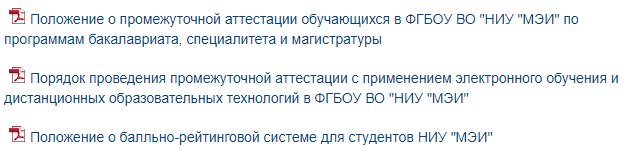 Положение о промежуточной аттестации обучающихся в ФГБОУ ВО "НИУ "МЭИ" по
программам бакалавриата, специалитета и магистратуры
Порядок проведения промежуточной аттестации с применением электронного обучения и
дистанционных образовательных технологий в ФГБОУ ВО "НИУ "МЭИ"
Положение о балльно-рейтинговой системе для студентов НИУ "МЭИ"